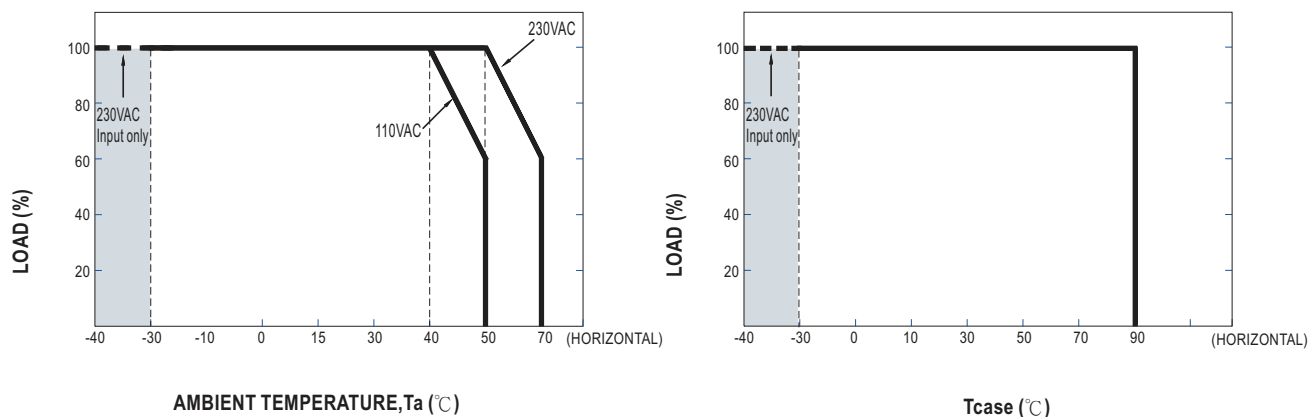 LOAD (%)
100
80
60
40
20
230VAC
Input only
110VAC
230VAC
-40 -30 -10 0 15 30 40 50 70 (HORIZONTAL)
AMBIENT TEMPERATURE,Ta (℃)
LOAD (%)
100
80
60
40
20
230VAC
Input only
-40 -30 0 10 30 50 70 90 (HORIZONTAL)
Tcase (℃)